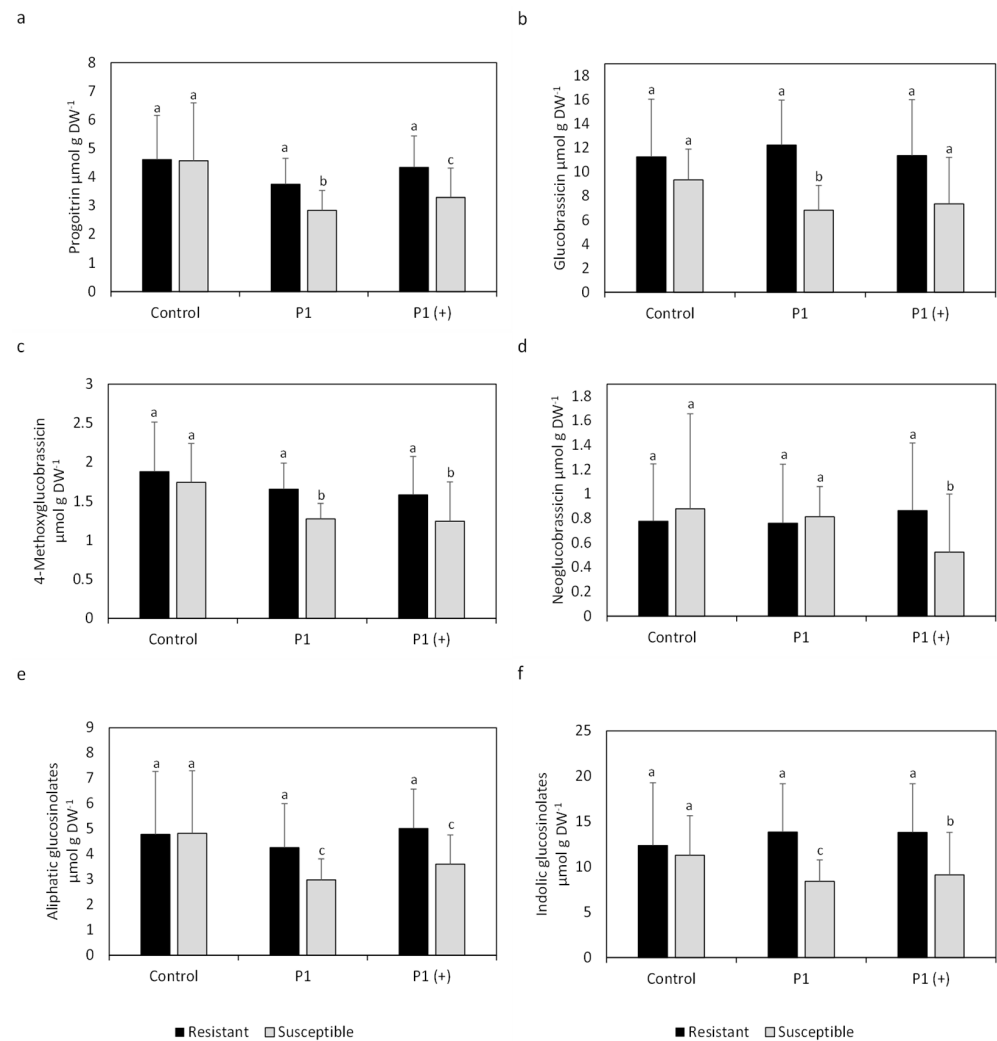 a
Progoitrin µmol g DW-1
8
7
6
5
4
3
2
1
0
a a a b a c
Control P1 P1 (+)
b
Glucobrassicin µmol g DW-1
18
16
14
12
10
8
6
4
2
0
a a a b a a
Control P1 P1 (+)
c
4-Methoxyglucobrassicin
µmol g DW-1
3
2.5
2
1.5
1
0.5
0
a a a b a b
Control P1 P1 (+)
d
Neoglucobrassicin µmol g DW-1
1.8
1.6
1.4
1.2
1
0.8
0.6
0.4
0.2
0
a a a a a b
Control P1 P1 (+)
e
Aliphatic glucosinolates
µmol g DW-1
9
8
7
6
5
4
3
2
1
0
a a a c a c
Control P1 P1 (+)
f
Indolic glucosinolates
µmol g DW-1
25
20
15
10
5
0
a a a c a b
Control P1 P1 (+)
Resistant Susceptible
Resistant Susceptible